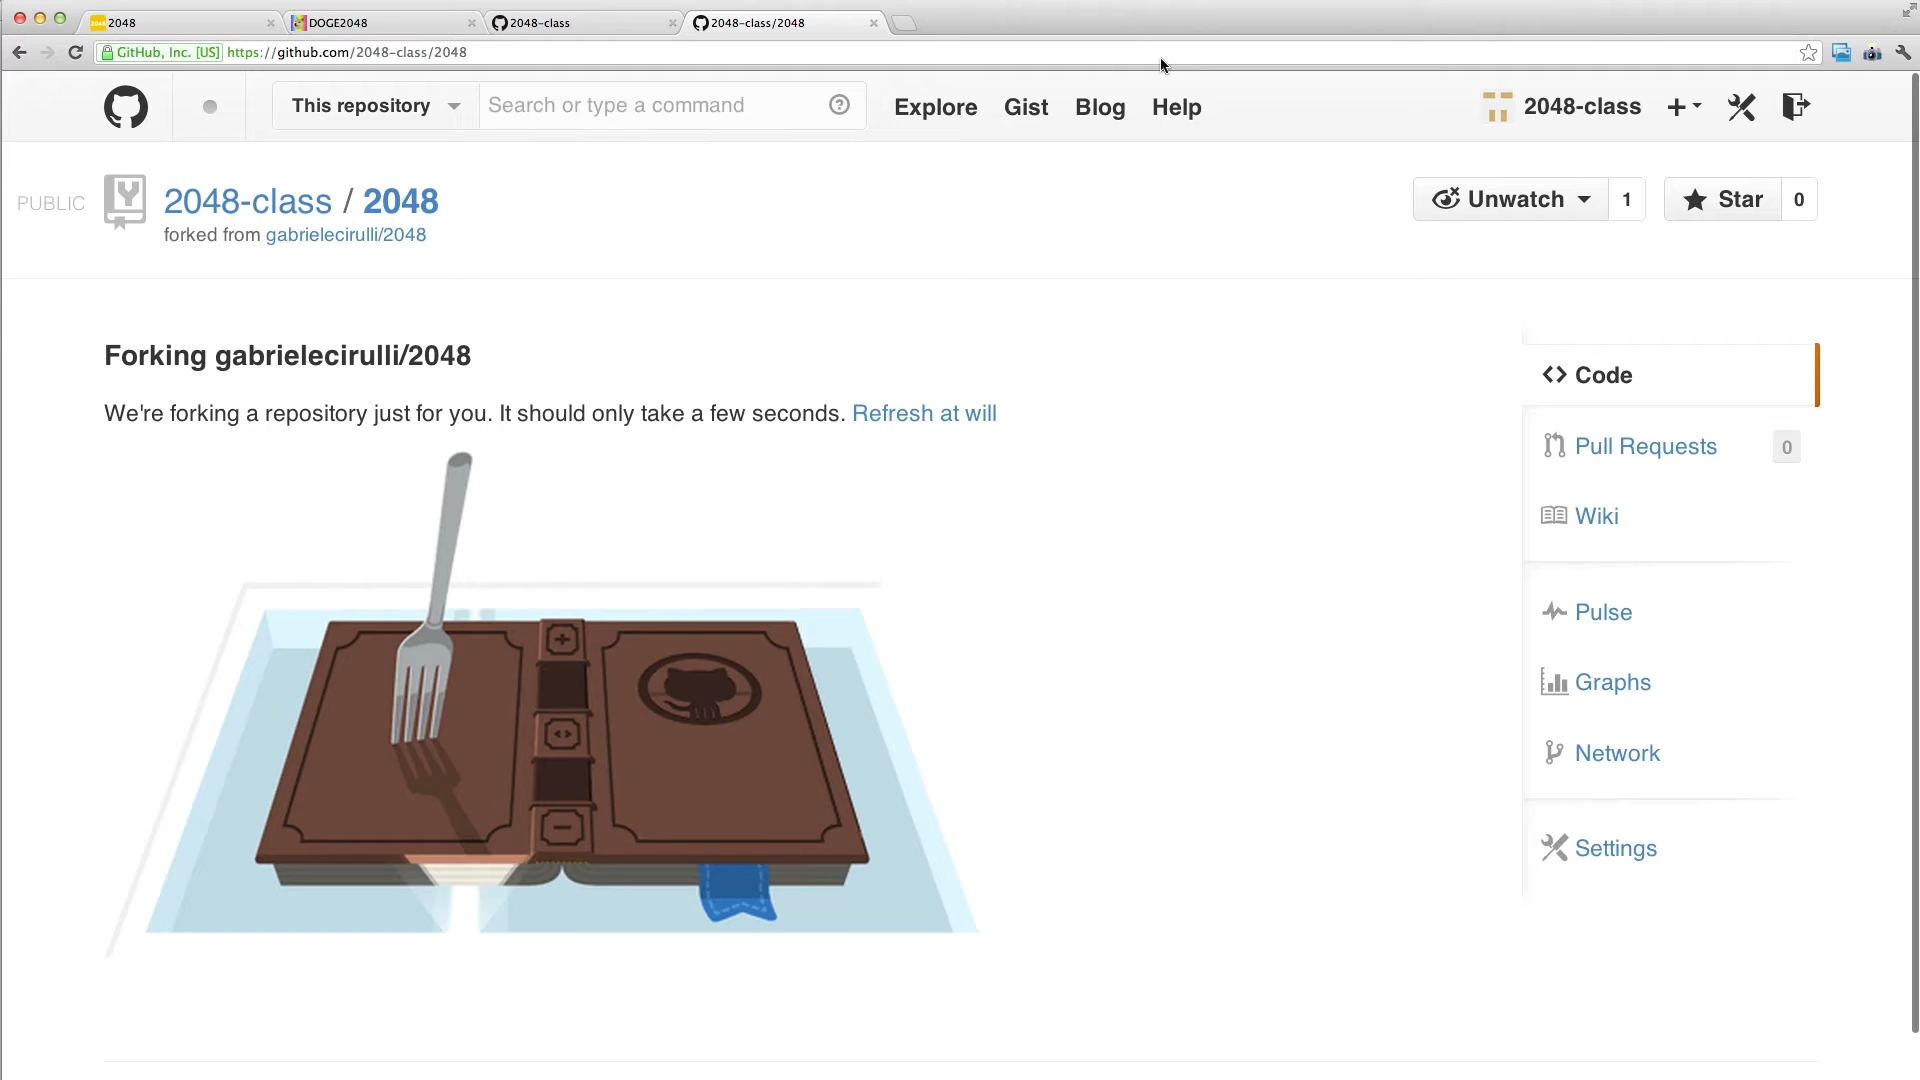 2048
DOGE2048
2048-class
2048-class/2048
GitHub, Inc. [US] https://github.com/2048-class/2048
This repository
Search or type a command
Explore
Gist
Blog
Help
2048-class
PUBLIC
2048-class / 2048
forked from gabrielecirulli/2048
Unwatch
1
Star
0
Forking gabrielecirulli/2048
We're forking a repository just for you. It should only take a few seconds. Refresh at will
Code
Pull Requests
0
Wiki
Pulse
Graphs
Network
Settings